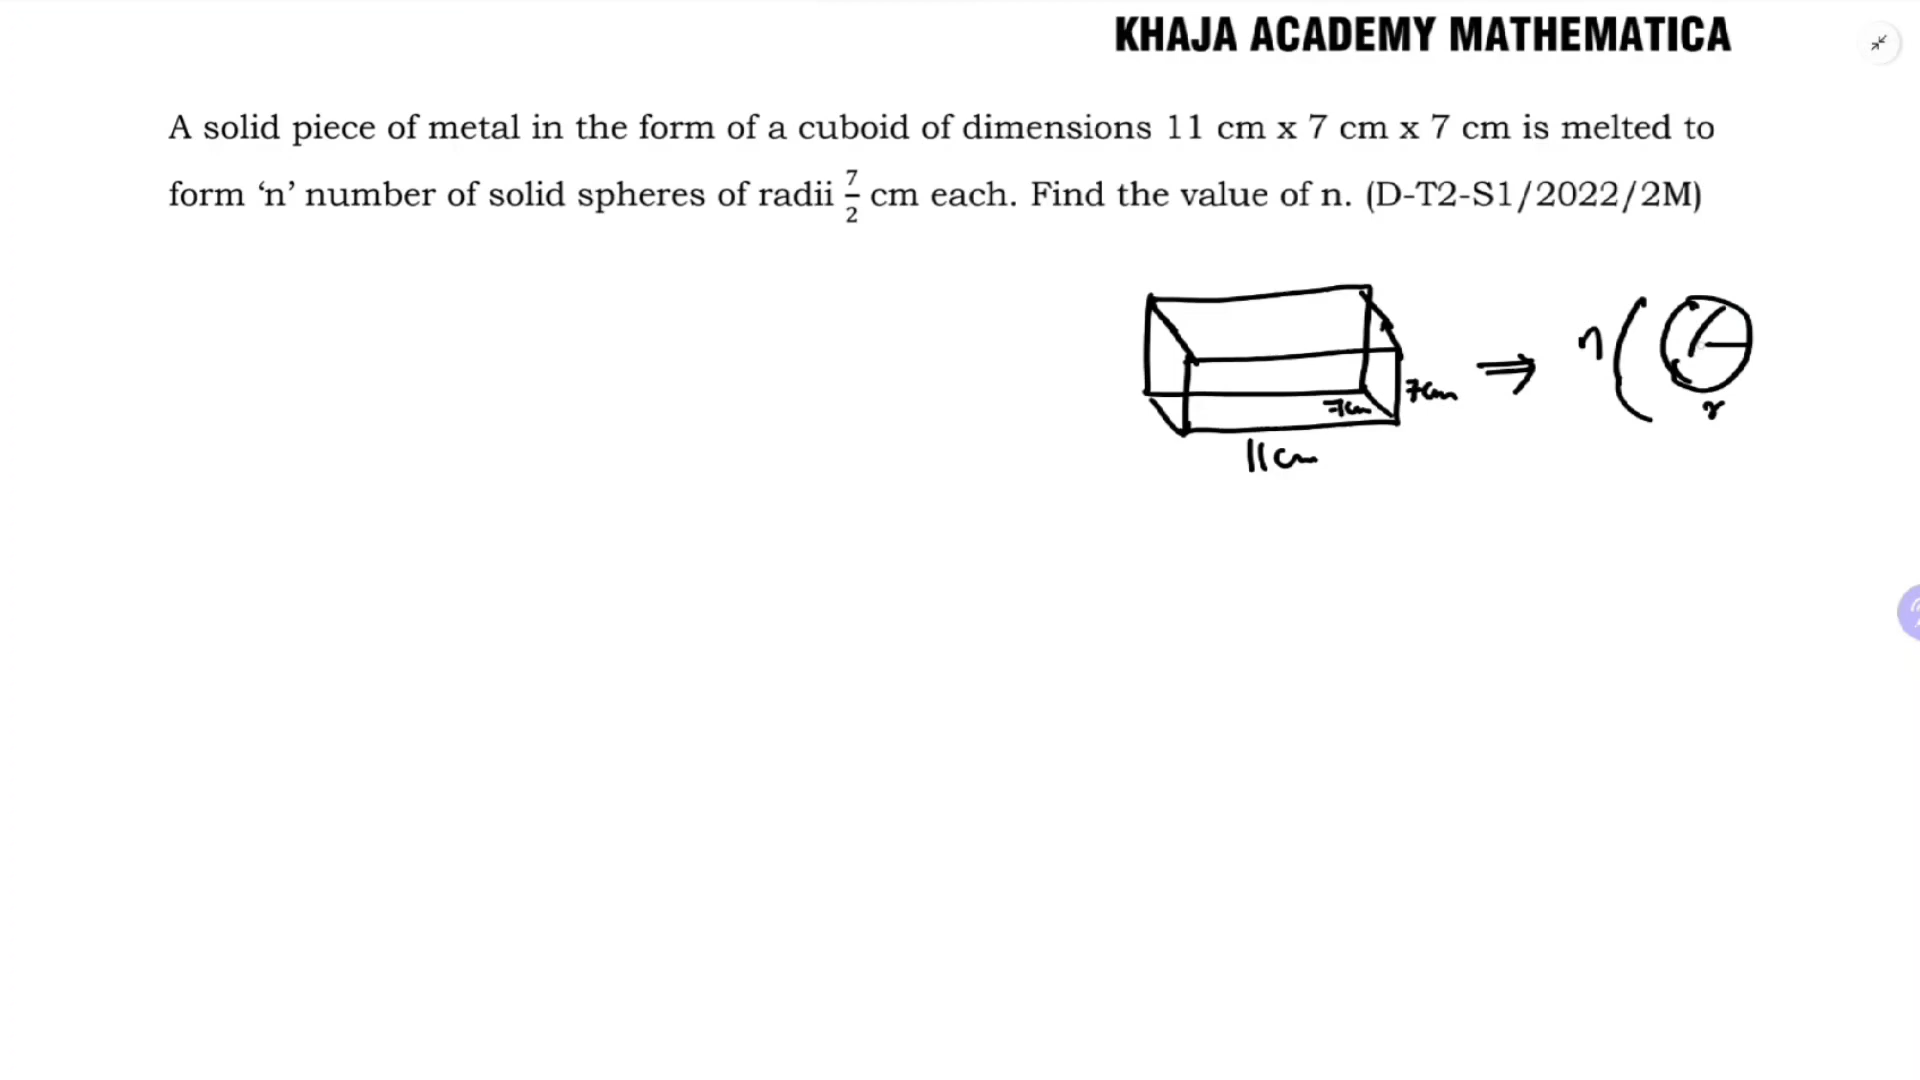 KHAJA ACADEMY MATHEMATICA
A solid piece of metal in the form of a cuboid of dimensions 11 cm x 7 cm x 7 cm is melted to
form ‘n’ number of solid spheres of radii 7/2 cm each. Find the value of n. (D-T2-S1/2022/2M)
n(
7cm
7cm
r
11cm